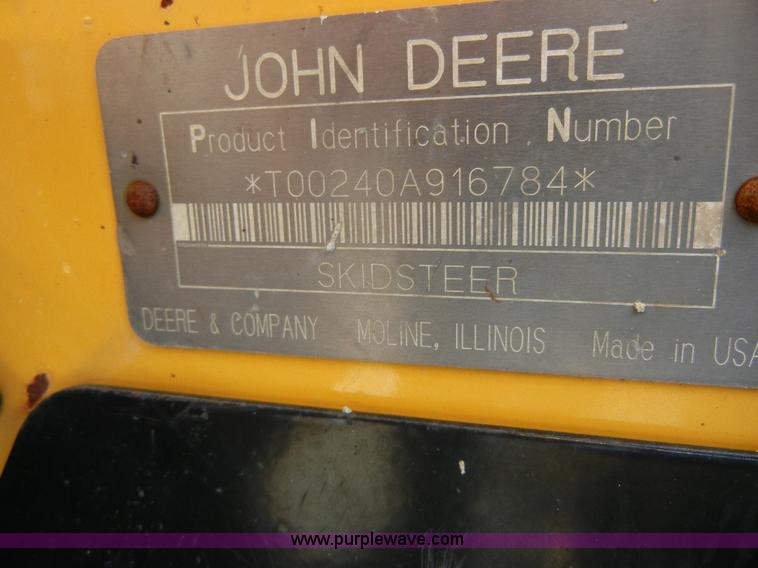 JOHN DEERE
Product Identification Number
*T00240A916784*
SKIDSTEER
DEERE & COMPANY MOLINE, ILLINOIS Made in USA
www.purplewave.com